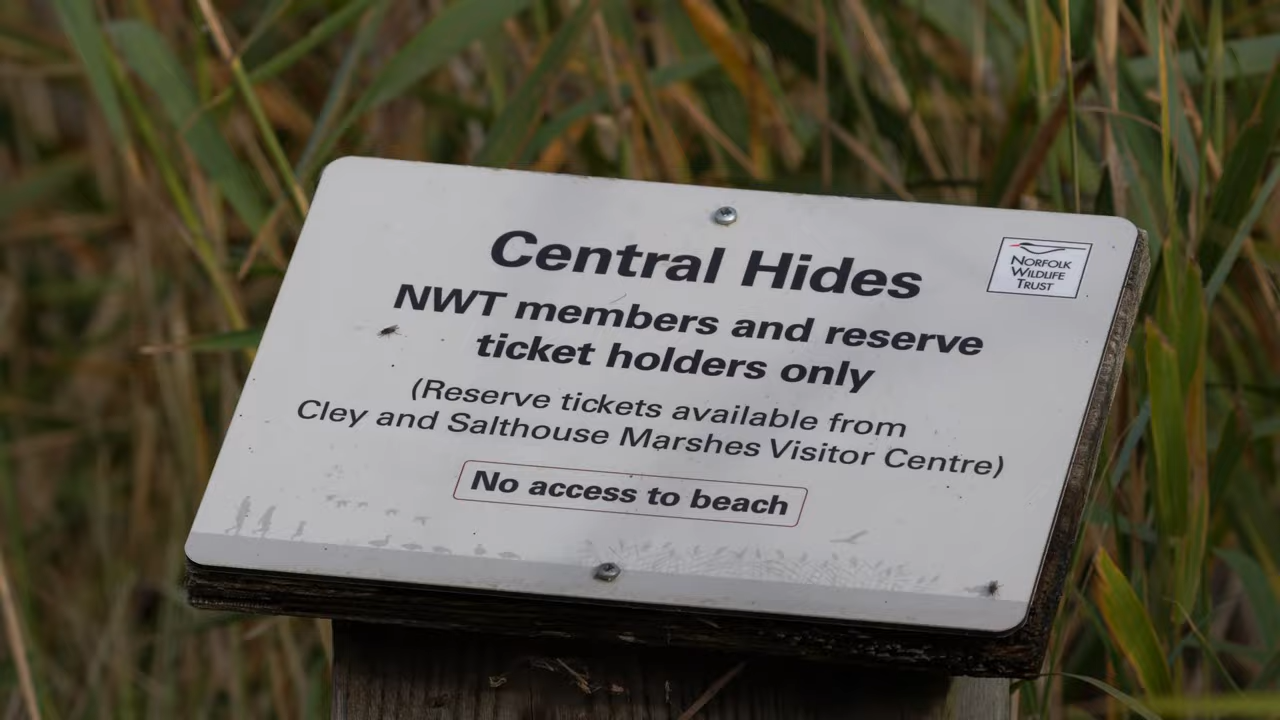 Central Hides
NORFOLK
WILDLIFE
TRUST
NWT members and reserve
ticket holders only
(Reserve tickets available from
Cley and Salthouse Marshes Visitor Centre)
No access to beach